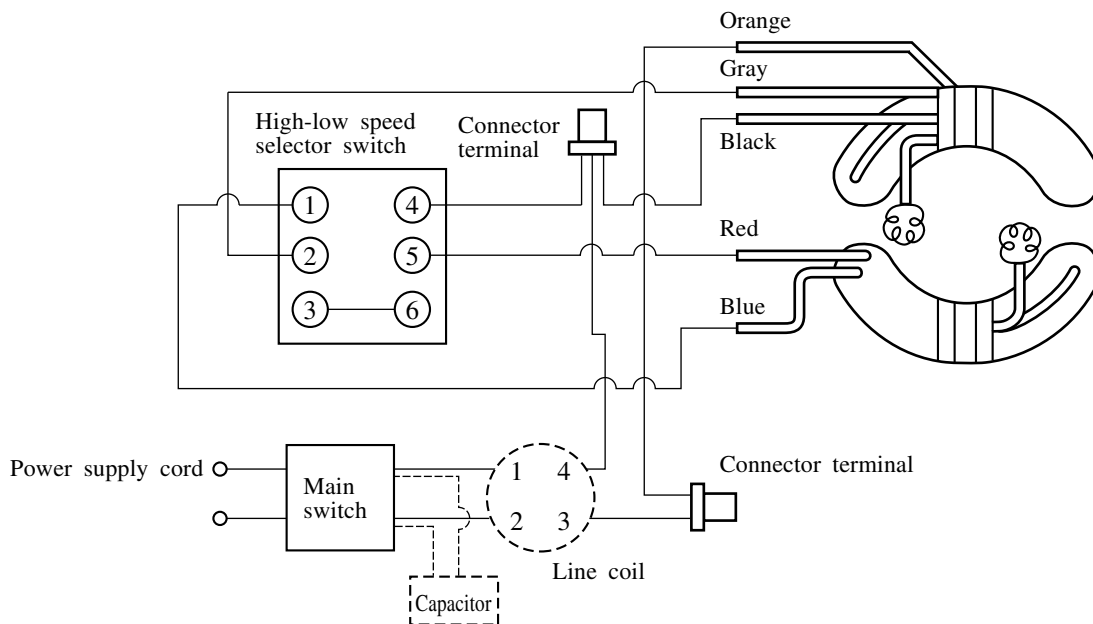 Orange
Gray
High-low speed
selector switch
Connector
terminal
Black
1
4
2
5
Red
3
6
Blue
Power supply cord
Main
switch
1
4
2
3
Connector terminal
Line coil
Capacitor